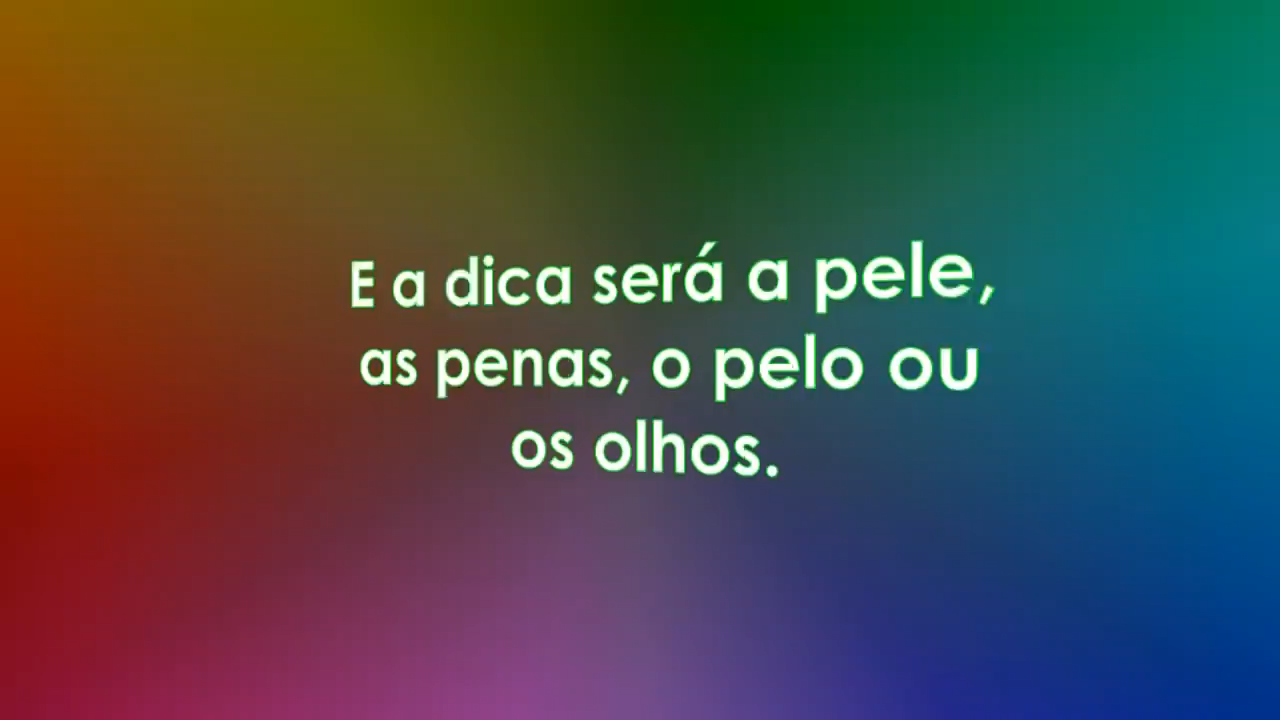 E a dica será a pele,
as penas, o pelo ou
os olhos.